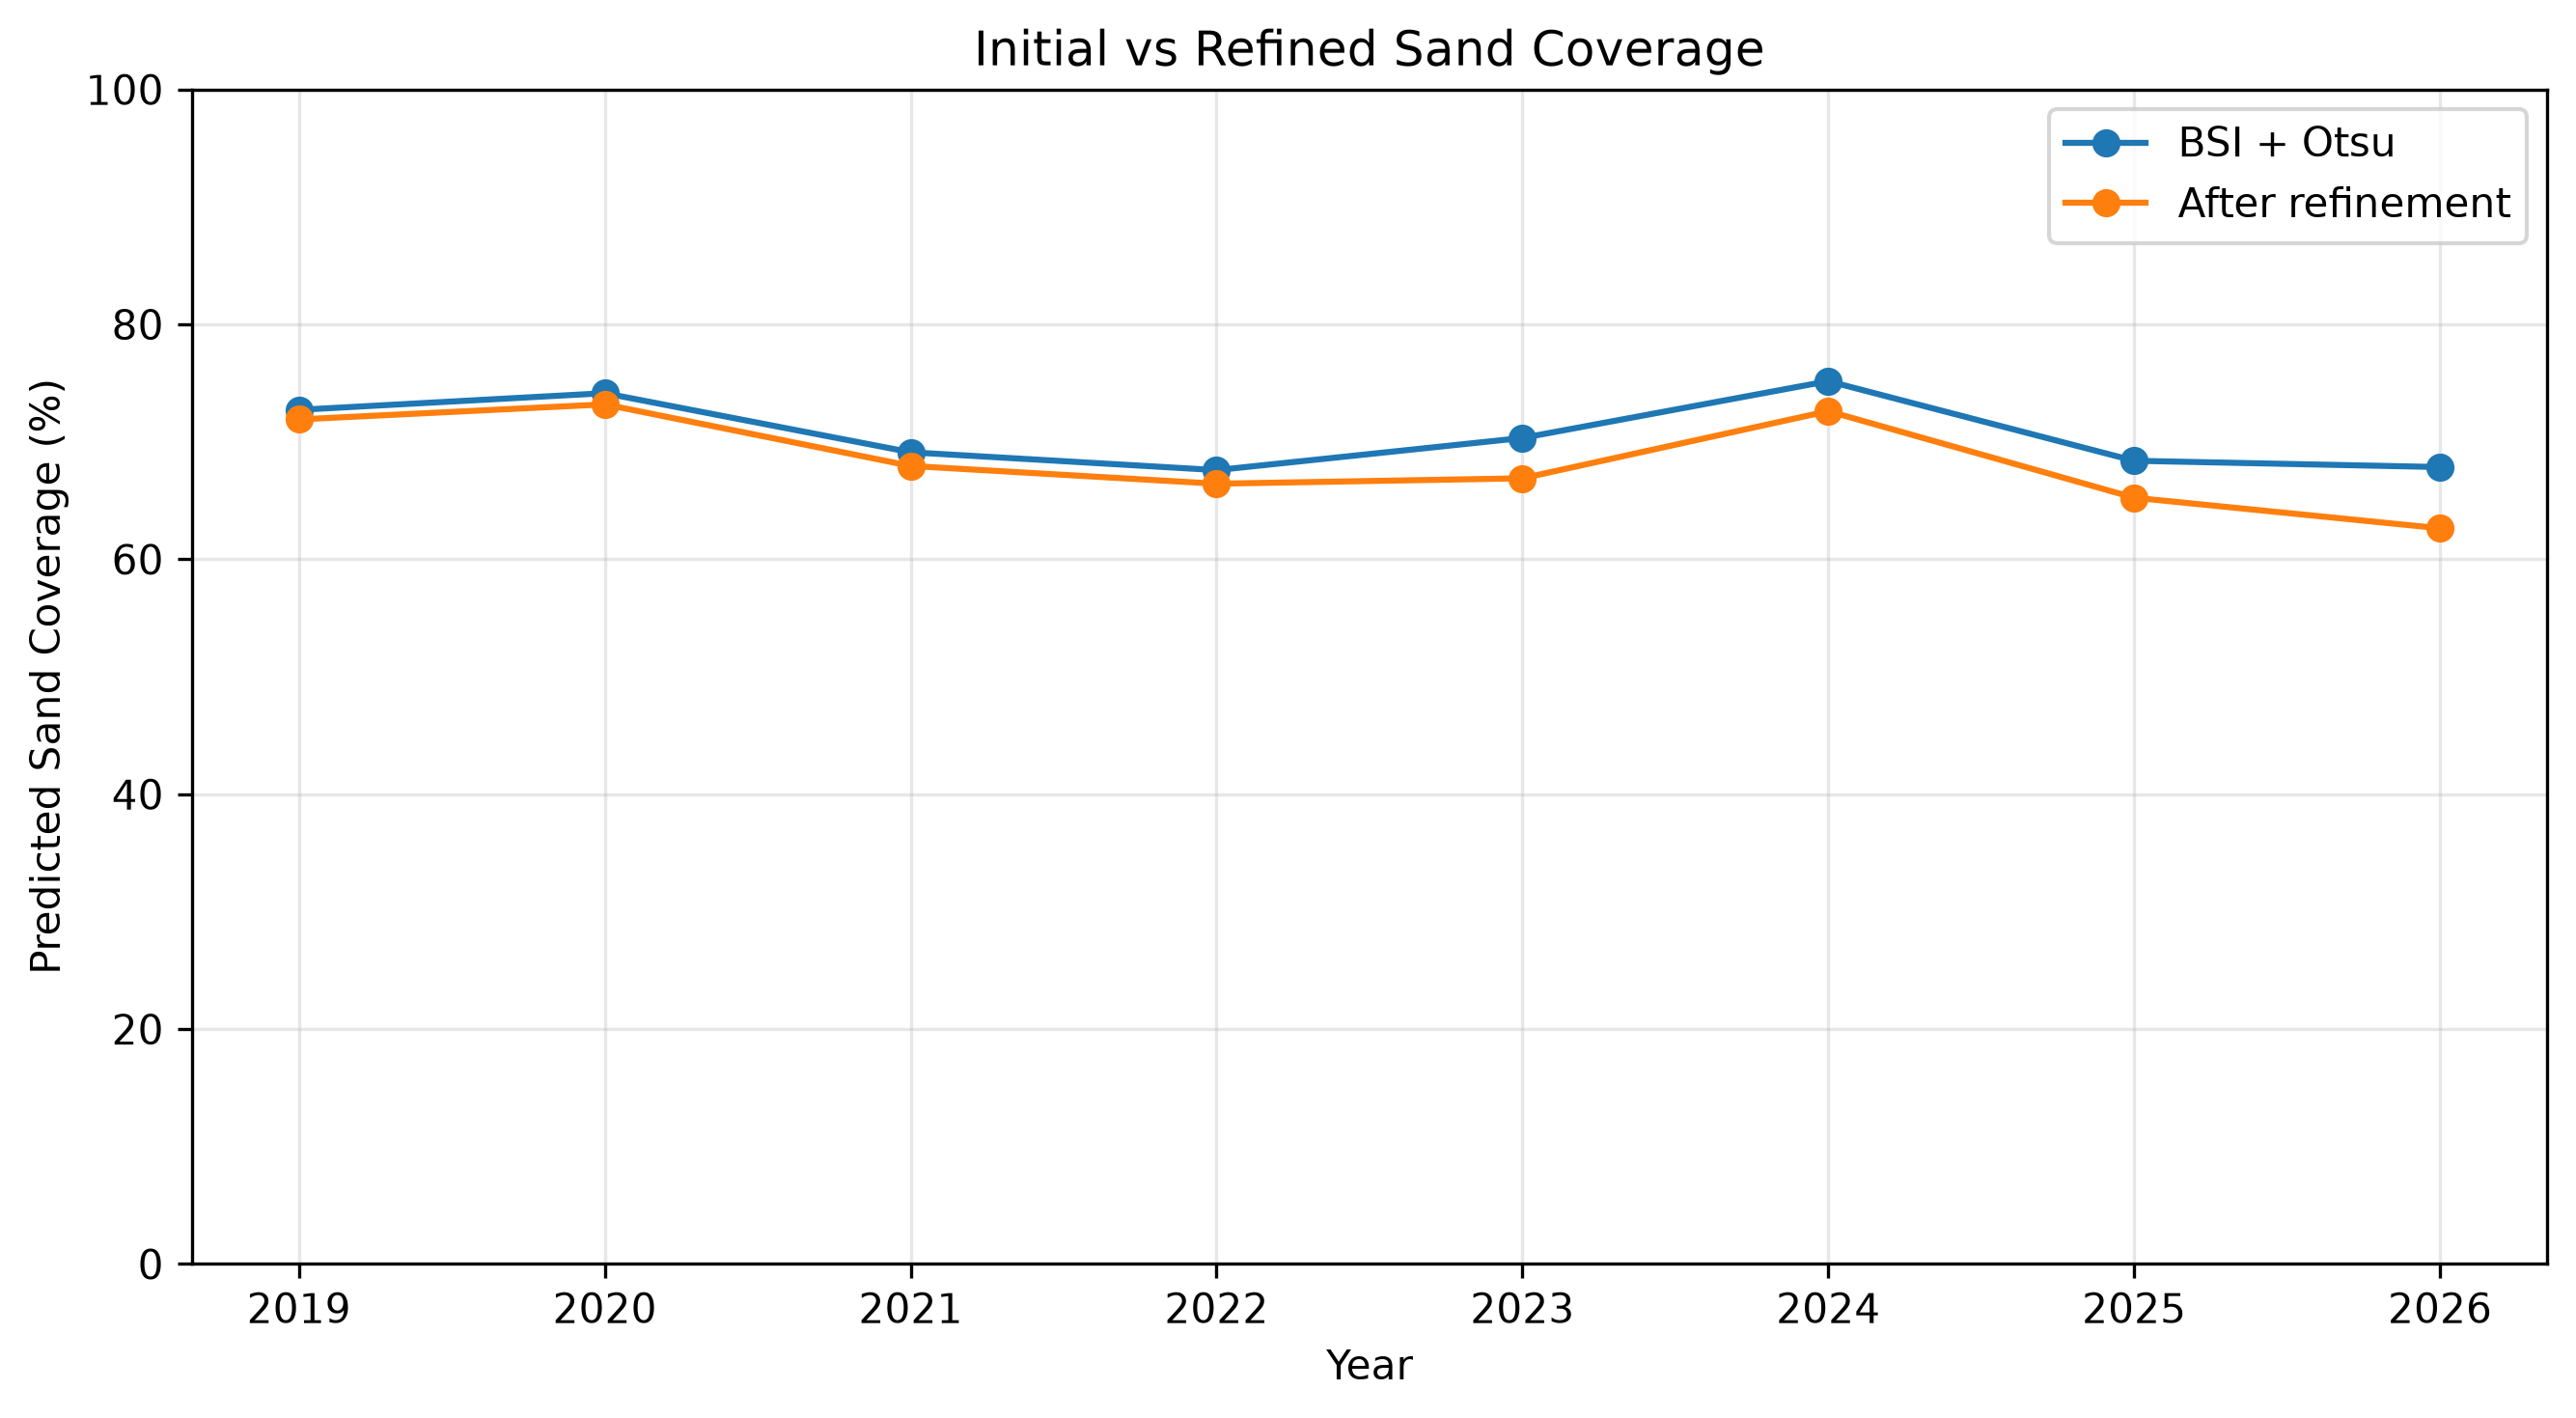 Initial vs Refined Sand Coverage
100
80
60
40
20
0
Predicted Sand Coverage (%)
BSI + Otsu
After refinement
2019 2020 2021 2022 2023 2024 2025 2026
Year